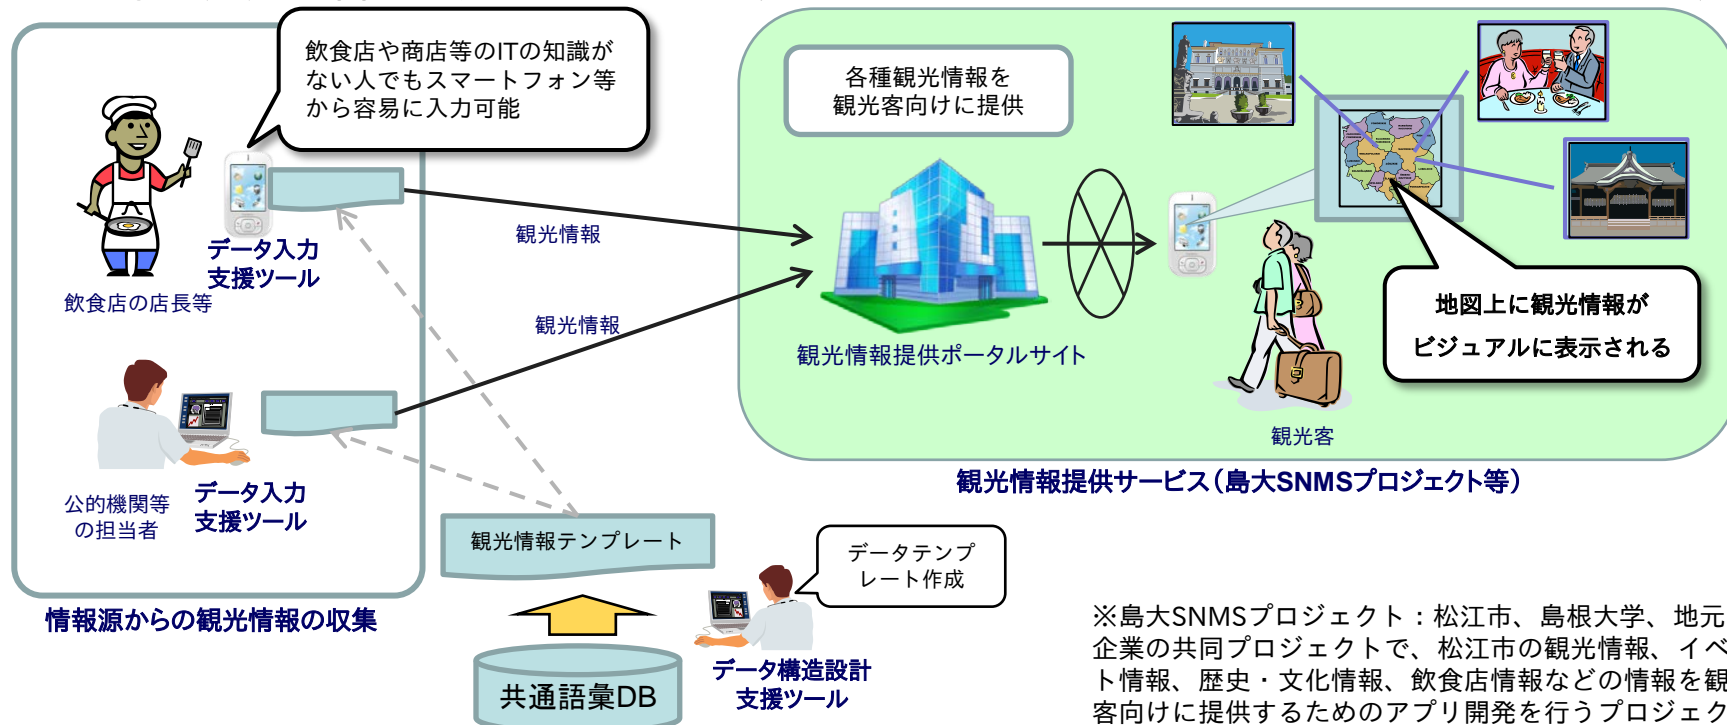 飲食店や商店等のITの知識が
ない人でもスマートフォン等
から容易に入力可能
データ入力
支援ツール
飲食店の店長等
公的機関等
の担当者
データ入力
支援ツール
情報源からの観光情報の収集
観光情報
観光情報
各種観光情報を
観光客向けに提供
観光情報提供ポータルサイト
観光客
地図上に観光情報が
ビジュアルに表示される
観光情報提供サービス（島大SNMSプロジェクト等）
観光情報テンプレート
データテンプ
レート作成
共通語彙DB
データ構造設計
支援ツール
※島大SNMSプロジェクト：松江市、島根大学、地元
企業の共同プロジェクトで、松江市の観光情報、イベ
ト情報、歴史・文化情報、飲食店情報などの情報を観
客向けに提供するためのアプリ開発を行うプロジェク